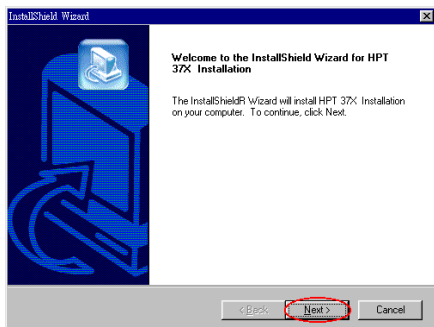 InstallShield Wizard
Welcome to the InstallShield Wizard for HPT
37X Installation
The InstallShieldR Wizard will install HPT 37X Installation
on your computer. To continue, click Next.
< Back
Next >
Cancel